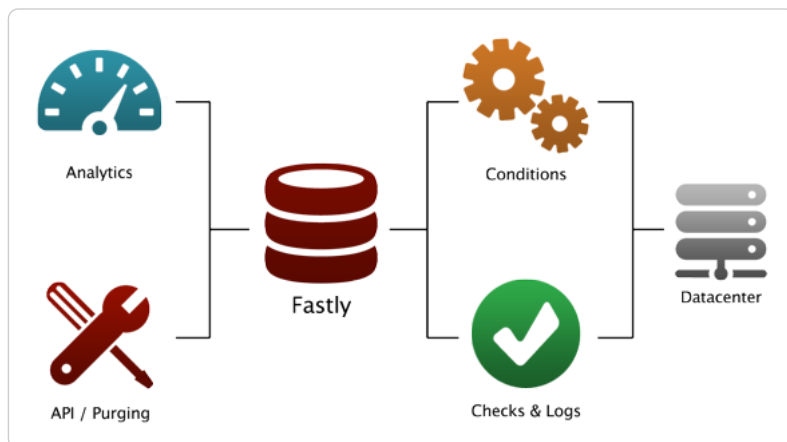 Analytics
Conditions
Fastly
Datacenter
API / Purging
Checks & Logs